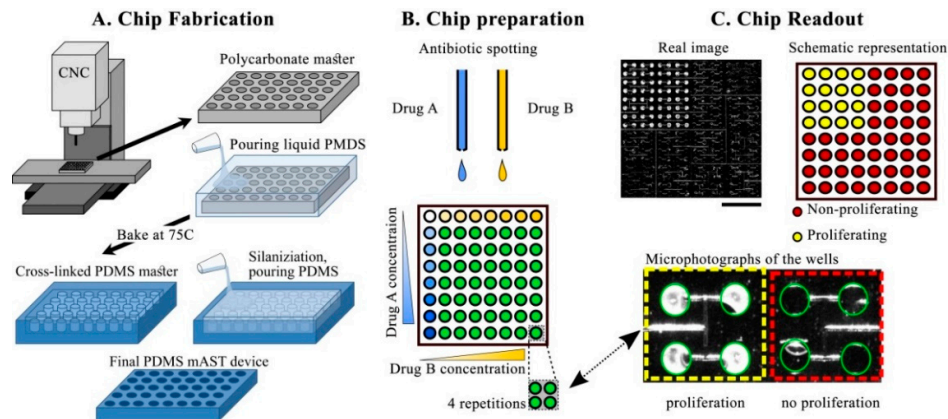 A. Chip Fabrication
CNC
Polycarbonate master
Pouring liquid PMDS
Bake at 75C
Cross-linked PDMS master
Silaniziation,
pouring PDMS
Final PDMS mAST device
B. Chip preparation
Antibiotic spotting
Drug A
Drug B
Drug A concentraion
Drug B concentration
4 repetitions
C. Chip Readout
Real image
Schematic representation
Non-proliferating
Proliferating
Microphotographs of the wells
proliferation
no proliferation